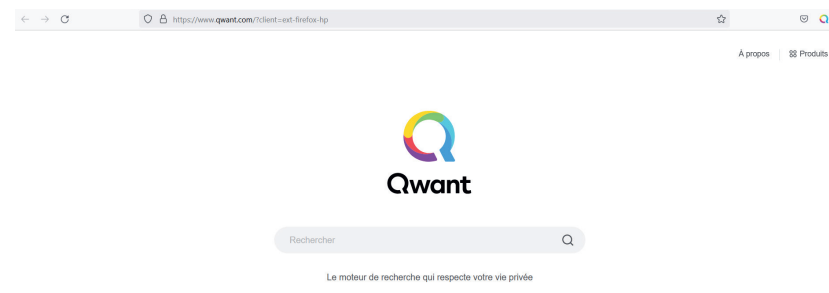 https://www.qwant.com/?client=ext-firefox-hp
À propos
Produits
Qwant
Rechercher
Le moteur de recherche qui respecte votre vie privée